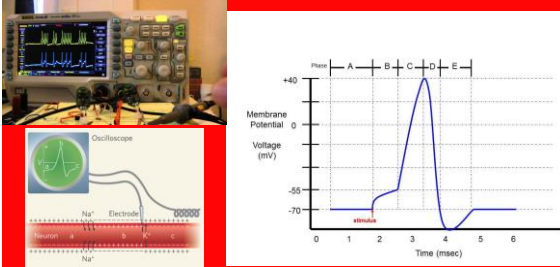 Oscilloscope
Na⁺ Electrode
Neuron a b K⁺ c
Na⁺
Phase A B C D E
+40
Membrane
Potential 0
Voltage
(mV)
-55
-70
stimulus
0 1 2 3 4 5 6
Time (msec)